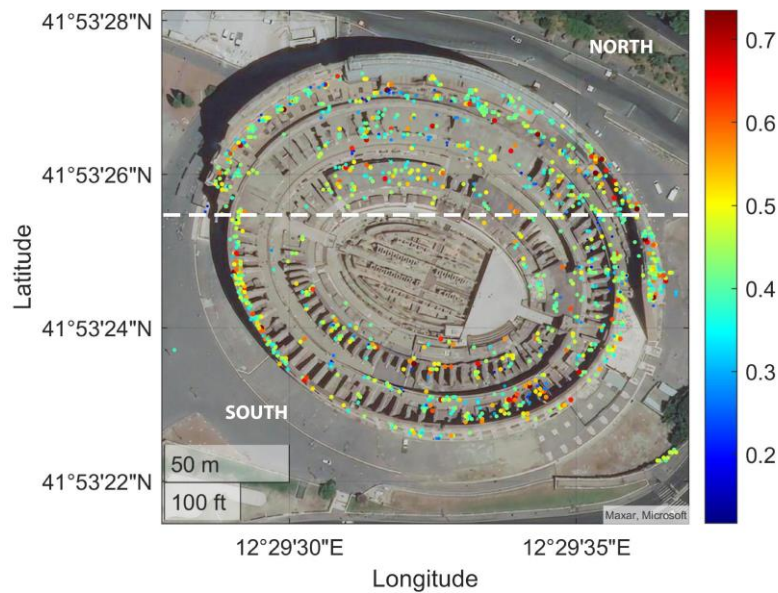 41°53'28"N
41°53'26"N
41°53'24"N
41°53'22"N
Latitude
NORTH
SOUTH
50 m
100 ft
Maxar, Microsoft
12°29'30"E
12°29'35"E
Longitude
0.7
0.6
0.5
0.4
0.3
0.2